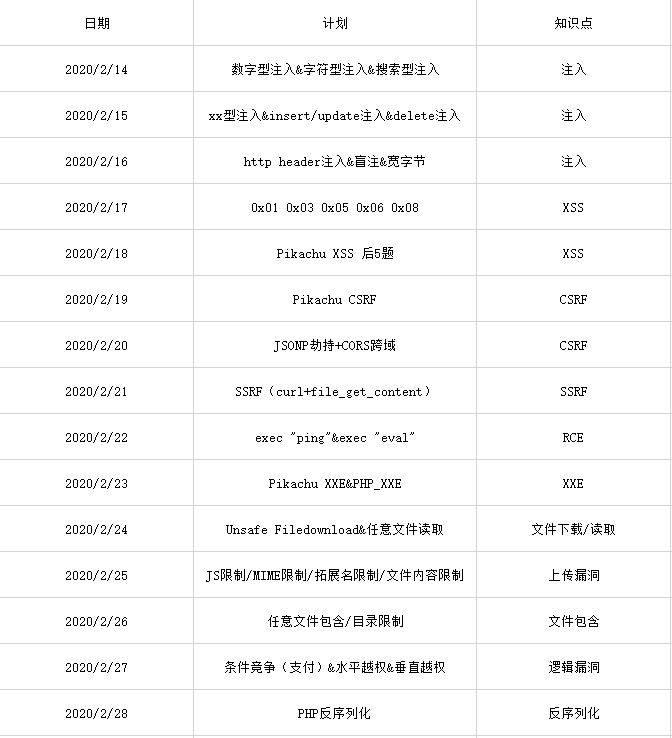 日期 计划 知识点
2020/2/14 数字型注入&字符型注入&搜索型注入 注入
2020/2/15 xx型注入&insert/update注入&delete注入 注入
2020/2/16 http header注入&盲注&宽字节 注入
2020/2/17 0x01 0x03 0x05 0x06 0x08 XSS
2020/2/18 Pikachu XSS 后5题 XSS
2020/2/19 Pikachu CSRF CSRF
2020/2/20 JSONP劫持+CORS跨域 CSRF
2020/2/21 SSRF（curl+file_get_content） SSRF
2020/2/22 exec "ping"&exec "eval" RCE
2020/2/23 Pikachu XXE&PHP_XXE XXE
2020/2/24 Unsafe Filedownload&任意文件读取 文件下载/读取
2020/2/25 JS限制/MIME限制/拓展名限制/文件内容限制 上传漏洞
2020/2/26 任意文件包含/目录限制 文件包含
2020/2/27 条件竞争（支付）&水平越权&垂直越权 逻辑漏洞
2020/2/28 PHP反序列化 反序列化